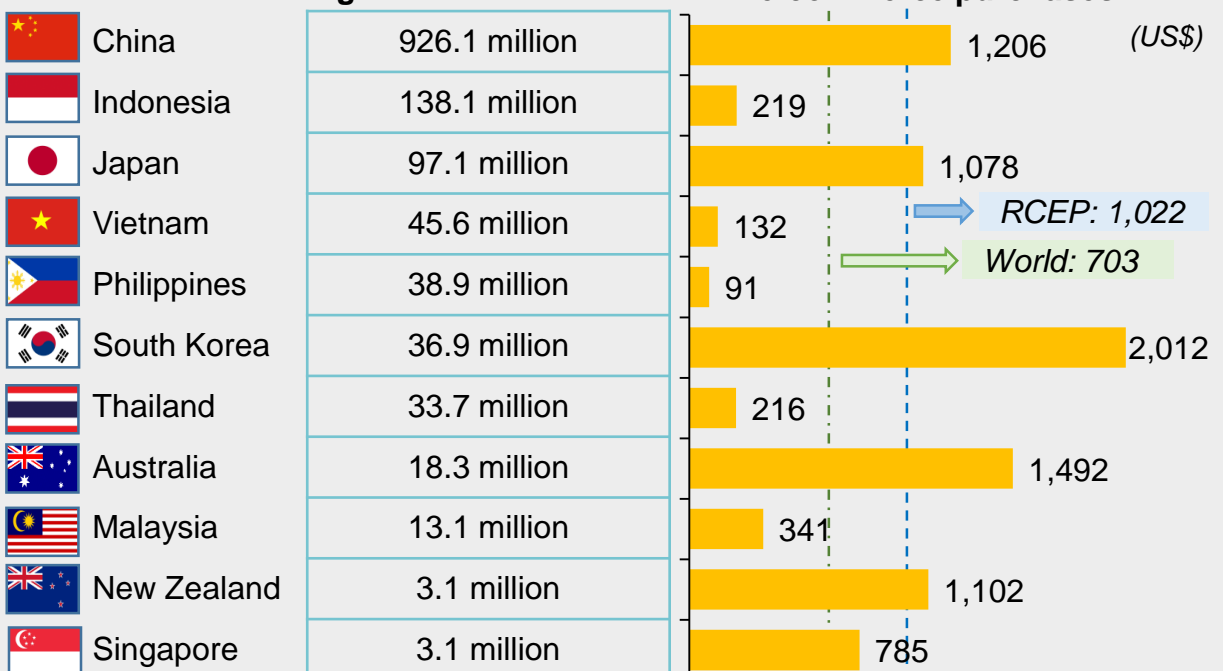 (US$)
China 926.1 million 1,206
Indonesia 138.1 million 219
Japan 97.1 million 1,078
Vietnam 45.6 million 132
RCEP: 1,022
World: 703
Philippines 38.9 million 91
South Korea 36.9 million 2,012
Thailand 33.7 million 216
Australia 18.3 million 1,492
Malaysia 13.1 million 341
New Zealand 3.1 million 1,102
Singapore 3.1 million 785